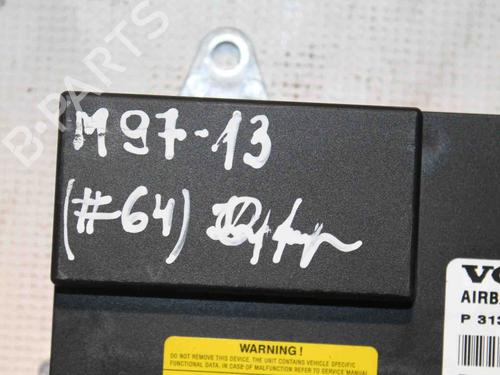 B-PARTS
M97-13
(#64)
VO
AIRBA
P 313
WARNING !
DO NOT REMOVE THIS DEVICE. THE UNIT CONTAINS VEHICLE SPECIFIC
FUNCTIONAL DATA. IN CASE OF MALFUNCTION REFER TO SERVICE MANUAL